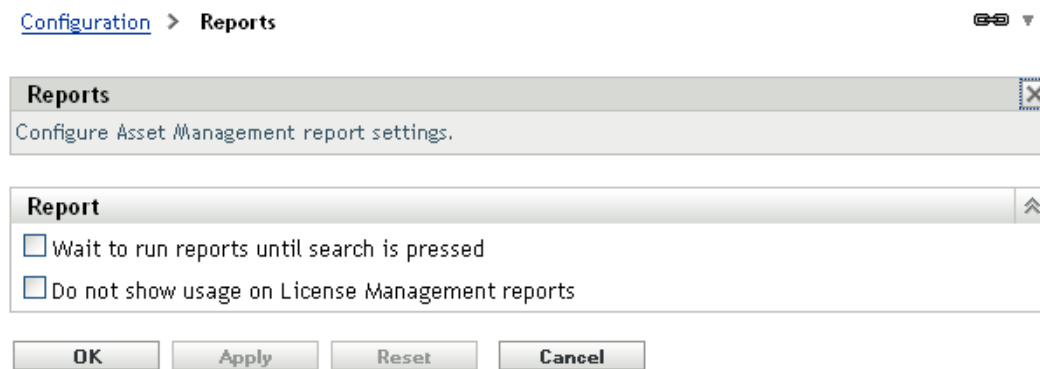 Configuration > Reports
Reports
Configure Asset Management report settings.
Report
Wait to run reports until search is pressed
Do not show usage on License Management reports
OK Apply Reset Cancel